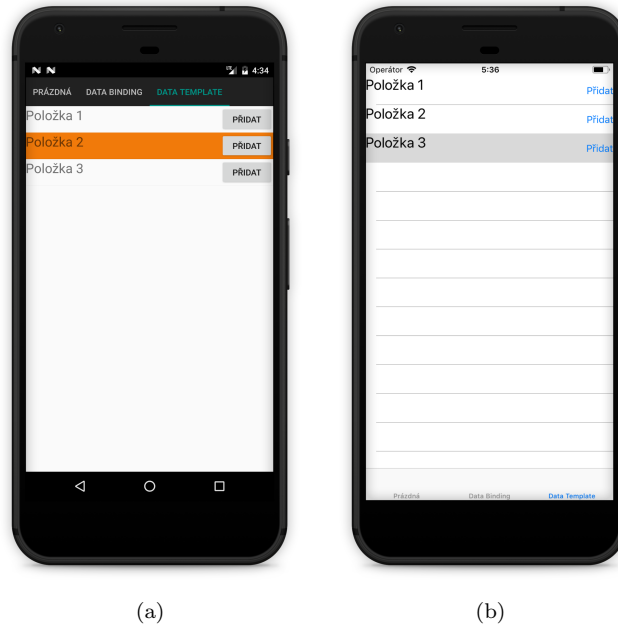 4:34
PRÁZDNÁ DATA BINDING DATA TEMPLATE
Položka 1 PŘIDAT
Položka 2 PŘIDAT
Položka 3 PŘIDAT
(a)
Operátor 5:36
Položka 1 Přidat
Položka 2 Přidat
Položka 3 Přidat
Prázdná Data Binding Data Template
(b)